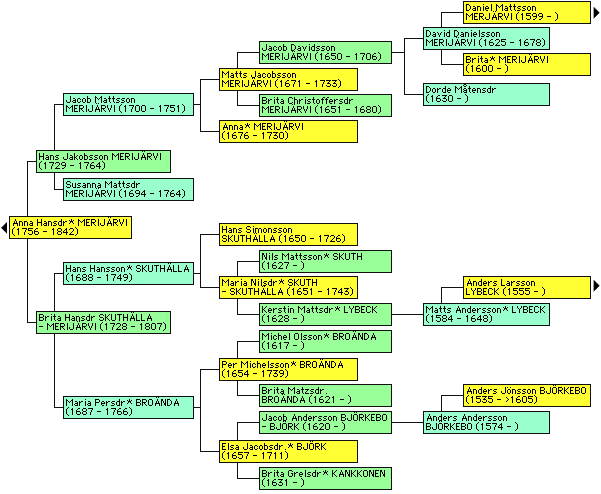 Daniel Mattsson
MERJÄRVI (1599 - )
David Danielsson
MERIJÄRVI (1625 - 1678)
Brita* MERIJÄRVI
(1600 - )
Jacob Davidsson
MERIJÄRVI (1650 - 1706)
Dorde Måtensdr
(1630 - )
Matts Jacobsson
MERIJÄRVI (1671 - 1733)
Brita Christoffersdr
MERIJÄRVI (1651 - 1680)
Jacob Mattsson
MERIJÄRVI (1700 - 1751)
Anna* MERIJÄRVI
(1676 - 1730)
Hans Jakobsson MERIJÄRVI
(1729 - 1764)
Susanna Mattsdr
MERIJÄRVI (1694 - 1764)
Anna Hansdr* MERIJÄRVI
(1756 - 1842)
Hans Simonsson
SKUTHÄLLA (1650 - 1726)
Hans Hansson* SKUTHÄLLA
(1688 - 1749)
Nils Mattsson* SKUTH
(1627 - )
Maria Nilsdr* SKUTH
- SKUTHÄLLA (1651 - 1743)
Kerstin Mattsdr* LYBECK
(1628 - )
Anders Larsson
LYBECK (1555 - )
Matts Andersson* LYBECK
(1584 - 1648)
Brita Hansdr SKUTHÄLLA
- MERIJÄRVI (1728 - 1807)
Michel Olsson* BROÄNDA
(1617 - )
Per Michelsson* BROÄNDA
(1654 - 1739)
Brita Matzsdr.
BROÄNDA (1621 - )
Maria Persdr* BROÄNDA
(1687 - 1766)
Jacob Andersson BJÖRKEBO
- BJÖRK (1620 - )
Anders Jönsson BJÖRKEBO
(1535 - >1605)
Anders Andersson
BJÖRKEBO (1574 - )
Elsa Jacobsdr.* BJÖRK
(1657 - 1711)
Brita Grelsdr* KANKKONEN
(1631 - )